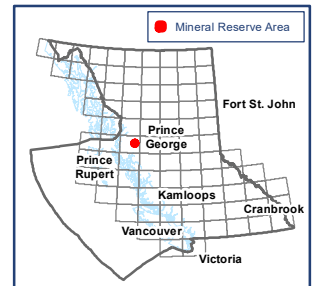 Mineral Reserve Area
Fort St. John
Prince
George
Prince
Rupert
Kamloops
Cranbrook
Vancouver
Victoria